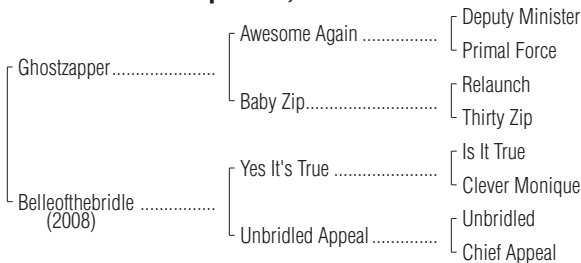 Deputy Minister
Awesome Again ................
Primal Force
Ghostzapper......................
Relaunch
Baby Zip............................
Thirty Zip
Is It True
Yes It's True ......................
Clever Monique
Belleofthebridle ................
(2008)
Unbridled
Unbridled Appeal..............
Chief Appeal